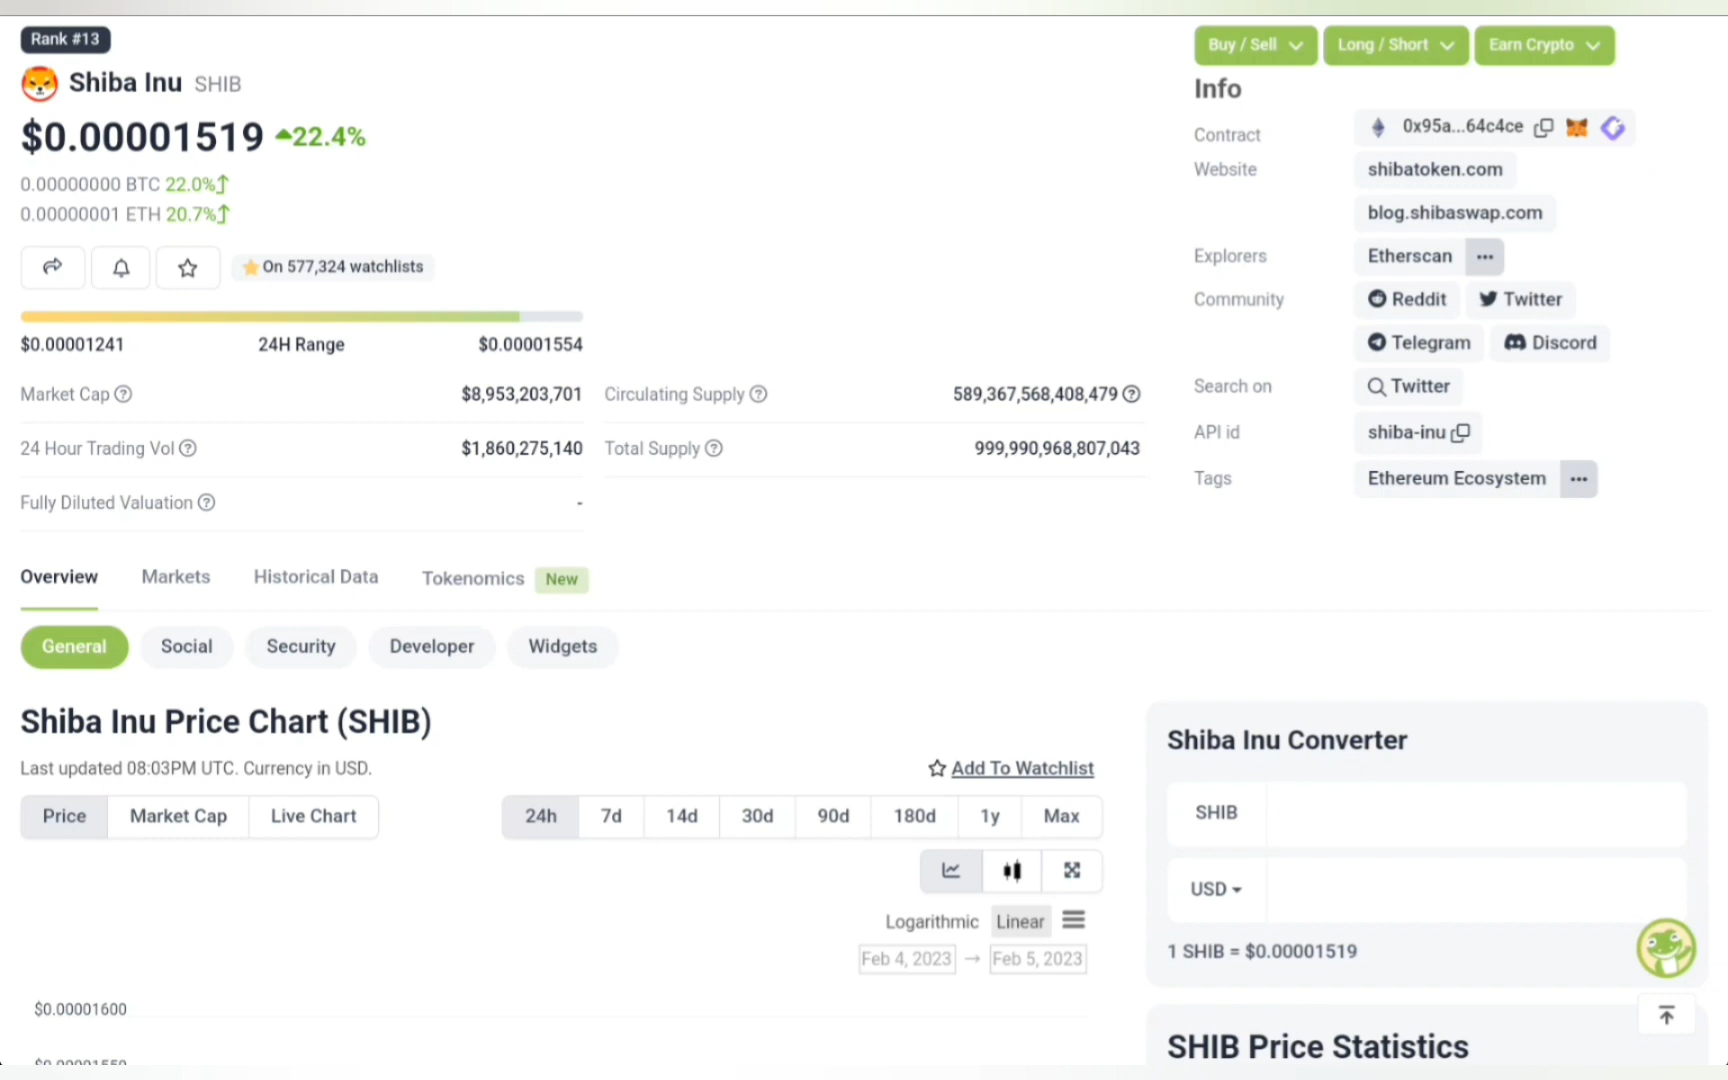 Rank #13
Shiba Inu SHIB
$0.00001519 22.4%
0.00000000 BTC 22.0%
0.00000001 ETH 20.7%
On 577,324 watchlists
$0.00001241 24H Range $0.00001554
Market Cap $8,953,203,701 Circulating Supply 589,367,568,408,479
24 Hour Trading Vol $1,860,275,140 Total Supply 999,990,968,807,043
Fully Diluted Valuation -
Buy / Sell Long / Short Earn Crypto
Info
Contract 0x95a...64c4ce
Website shibatoken.com
blog.shibaswap.com
Explorers Etherscan ...
Community Reddit Twitter
Telegram Discord
Search on Twitter
API id shiba-inu
Tags Ethereum Ecosystem ...
Overview Markets Historical Data Tokenomics New
General Social Security Developer Widgets
Shiba Inu Price Chart (SHIB)
Last updated 08:03PM UTC. Currency in USD.
Add To Watchlist
Price Market Cap Live Chart 24h 7d 14d 30d 90d 180d 1y Max
Logarithmic Linear
Feb 4, 2023 → Feb 5, 2023
$0.00001600
Shiba Inu Converter
SHIB
USD
1 SHIB = $0.00001519
SHIB Price Statistics